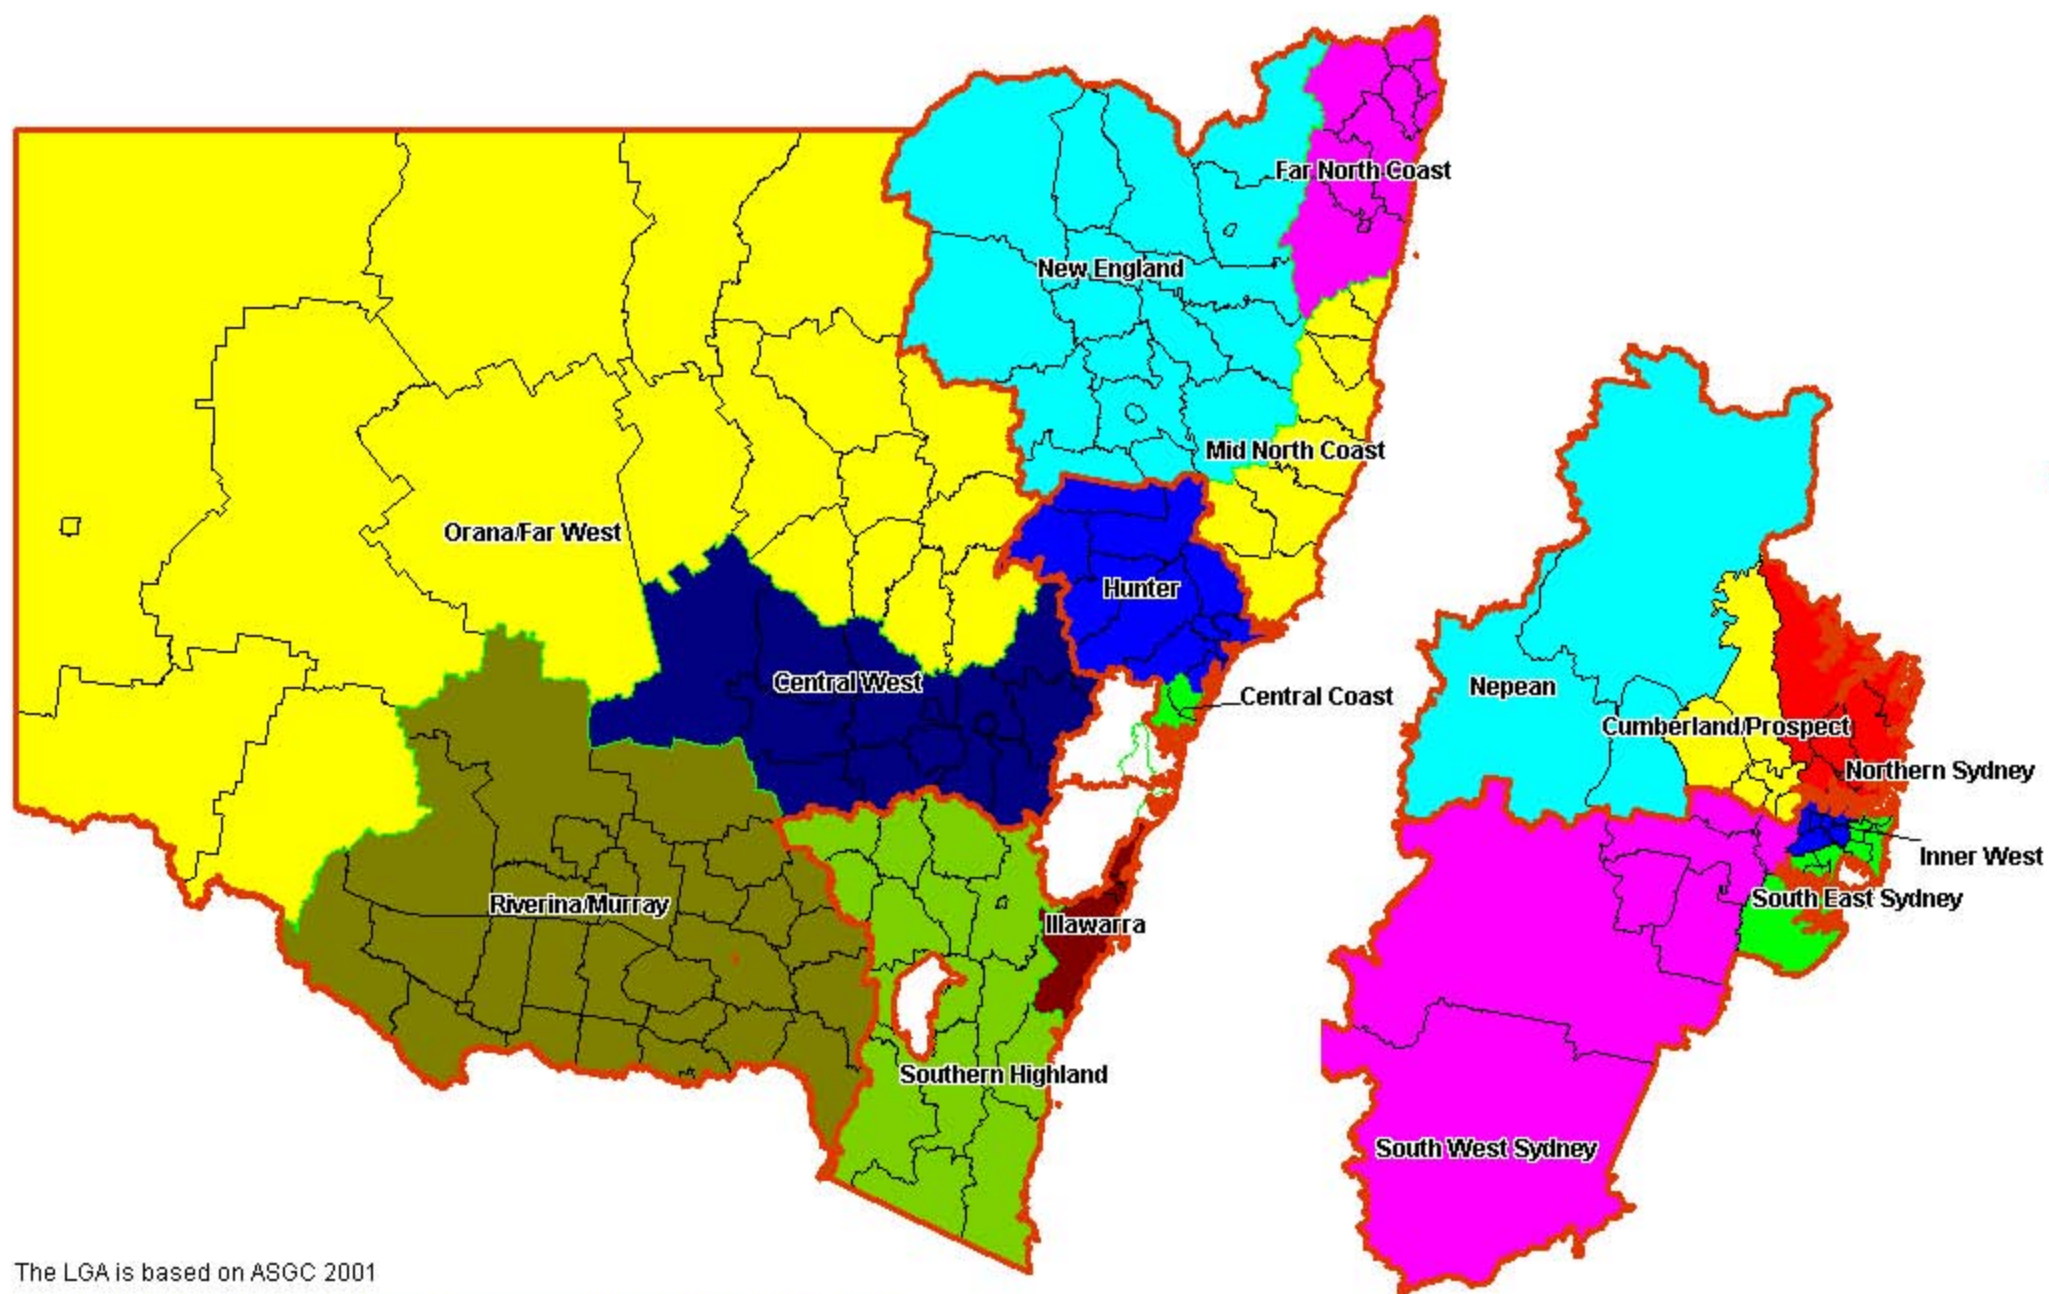 Far North Coast
New England
Mid North Coast
Orana/Far West
Hunter
Central West
Central Coast
Nepean
Cumberland/Prospect
Northern Sydney
Inner West
South East Sydney
Riverina/Murray
Illawarra
Southern Highland
South West Sydney
The LGA is based on ASGC 2001